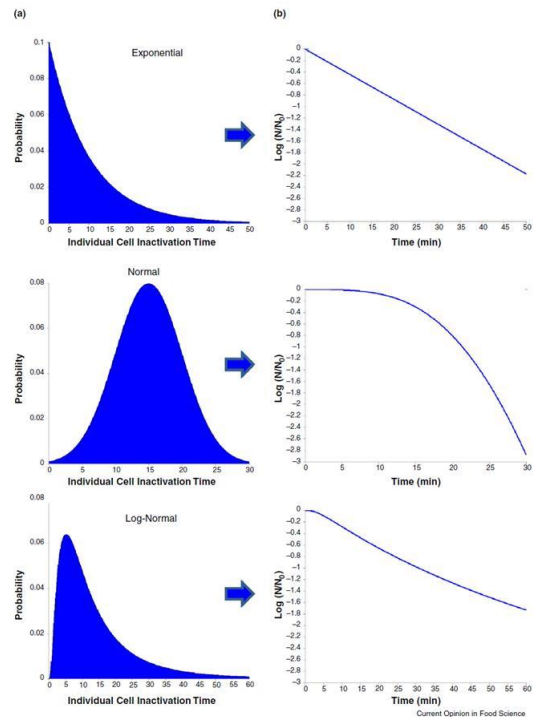 (a)
(b)
Exponential
0.1
0.08
0.06
0.04
0.02
0
Probability
0 5 10 15 20 25 30 35 40 45 50
Individual Cell Inactivation Time
0
–0.2
–0.4
–0.6
–0.8
–1
–1.2
–1.4
–1.6
–1.8
–2
–2.2
–2.4
–2.6
–2.8
–3
Log (N/N₀)
0 5 10 15 20 25 30 35 40 45 50
Time (min)
Normal
0.08
0.06
0.04
0.02
0
Probability
0 5 10 15 20 25 30
Individual Cell Inactivation Time
0
–0.2
–0.4
–0.6
–0.8
–1
–1.2
–1.4
–1.6
–1.8
–2
–2.2
–2.4
–2.6
–2.8
–3
Log (N/N₀)
0 5 10 15 20 25 30
Time (min)
Log-Normal
0.08
0.06
0.04
0.02
0
Probability
0 5 10 15 20 25 30 35 40 45 50 55 60
Individual Cell Inactivation Time
0
–0.2
–0.4
–0.6
–0.8
–1
–1.2
–1.4
–1.6
–1.8
–2
–2.2
–2.4
–2.6
–2.8
–3
Log (N/N₀)
0 5 10 15 20 25 30 35 40 45 50 55 60
Time (min)
Current Opinion in Food Science